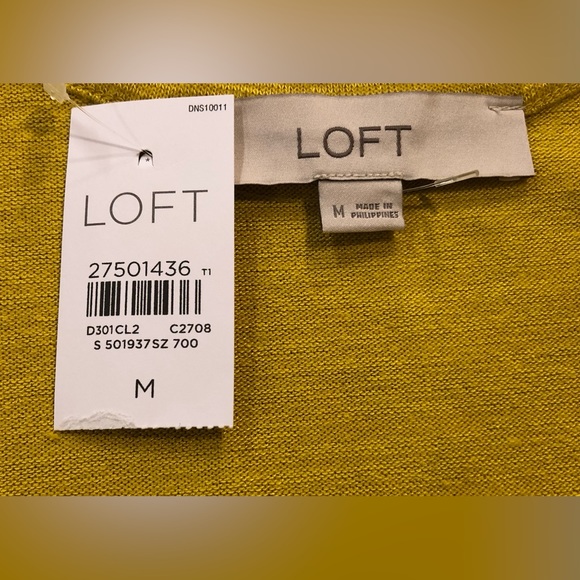 DNS10011
LOFT
27501436 T1
D301CL2 C2708
S 501937SZ 700
M
LOFT
M MADE IN
PHILIPPINES